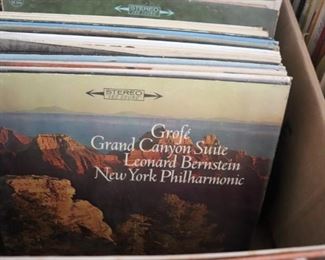 STEREO
STEREO
Grofé
Grand Canyon Suite
Leonard Bernstein
New York Philharmonic